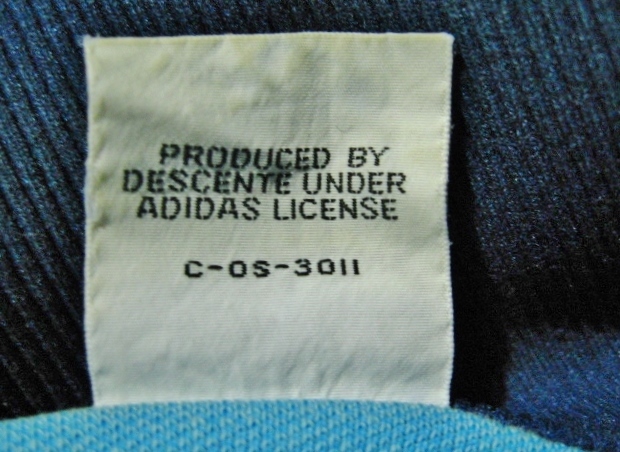 PRODUCED BY
DESCENTE UNDER
ADIDAS LICENSE
C-OS-3011